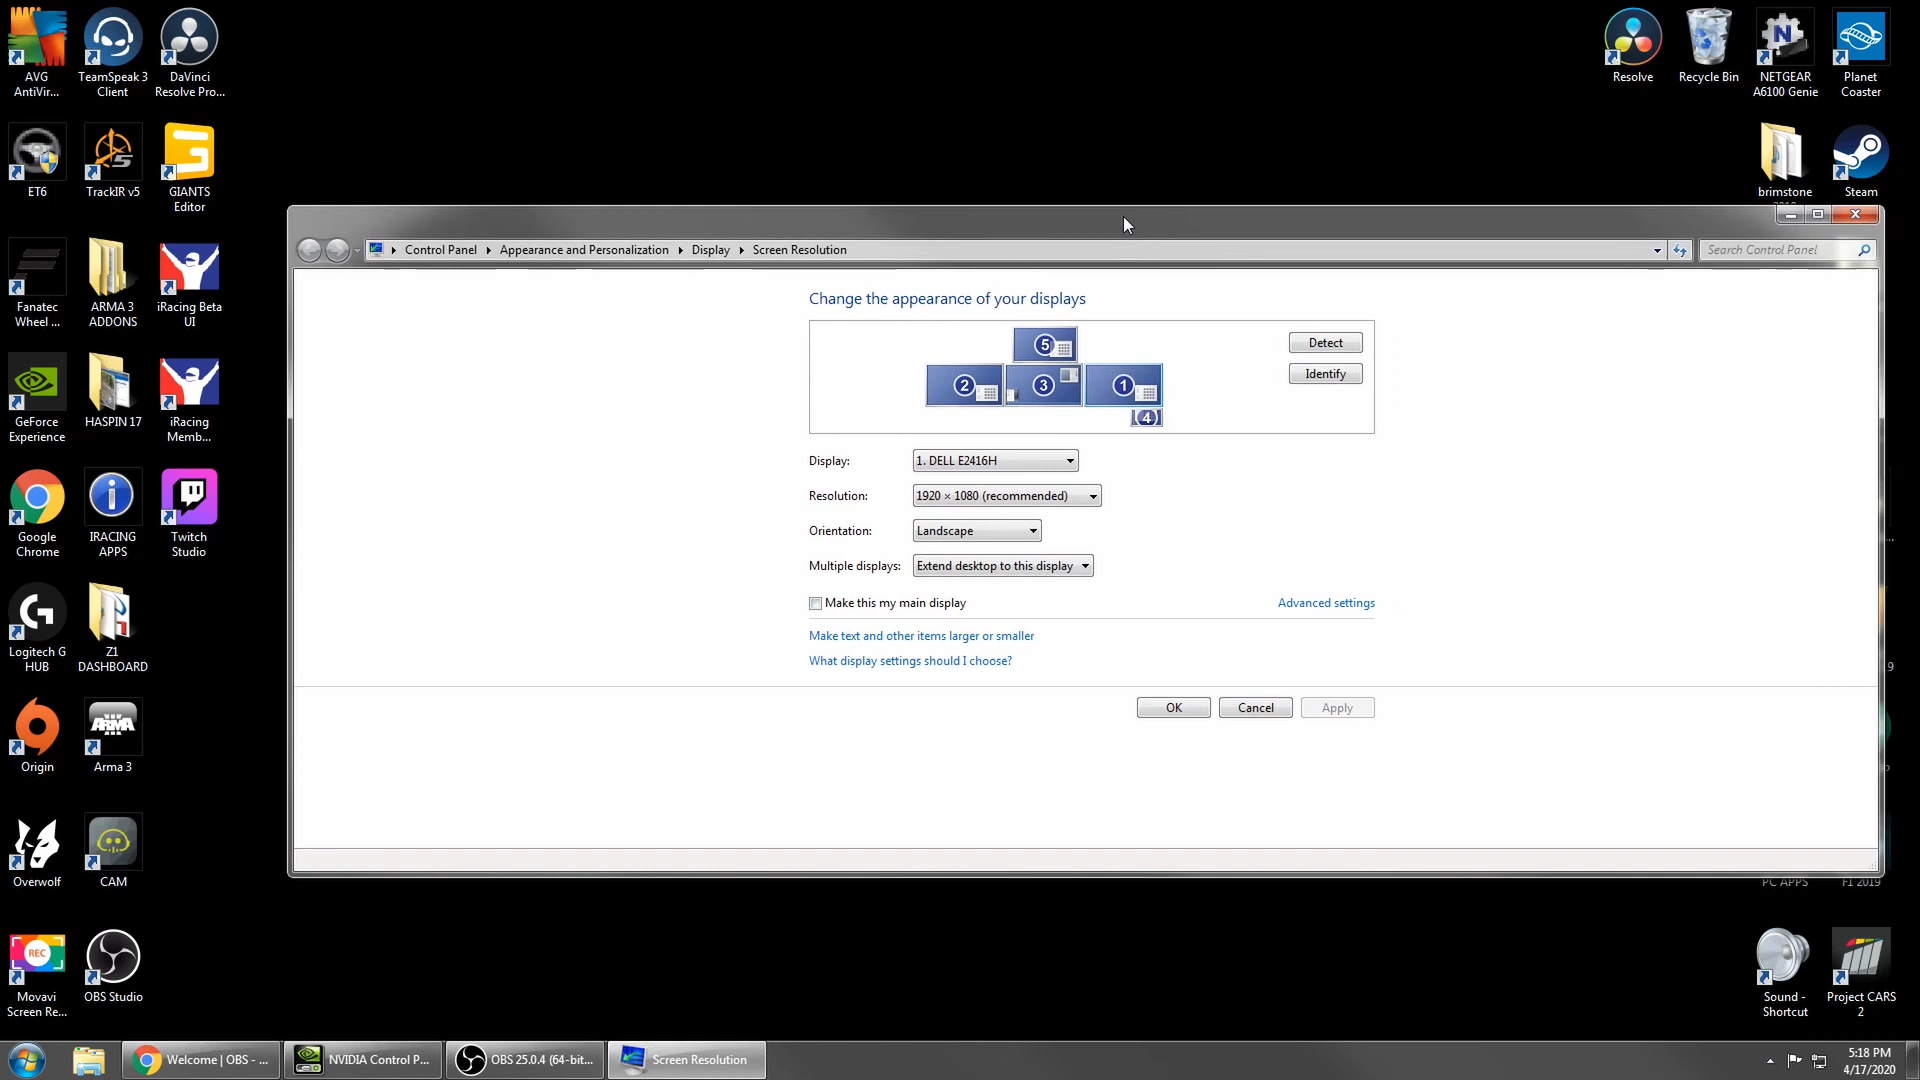 AVG
AntiVir...
TeamSpeak 3
Client
DaVinci
Resolve Pro...
Resolve
Recycle Bin
NETGEAR
A6100 Genie
Planet
Coaster
ET6
TrackIR v5
GIANTS
Editor
brimstone
Steam
Control Panel
Appearance and Personalization
Display
Screen Resolution
Search Control Panel
Fanatec
Wheel ...
ARMA 3
ADDONS
iRacing Beta
UI
Change the appearance of your displays
5
2
3
1
4
Detect
Identify
GeForce
Experience
HASPIN 17
iRacing
Memb...
Display:
1. DELL E2416H
Resolution:
1920 × 1080 (recommended)
Orientation:
Landscape
Multiple displays:
Extend desktop to this display
Google
Chrome
IRACING
APPS
Twitch
Studio
Make this my main display
Advanced settings
Make text and other items larger or smaller
What display settings should I choose?
Logitech G
HUB
Z1
DASHBOARD
OK
Cancel
Apply
Origin
ARMA
Arma 3
Overwolf
CAM
PC APPS
F1 2019
REC
Movavi
Screen Re...
OBS Studio
Sound -
Shortcut
Project CARS
2
Welcome | OBS - ...
NVIDIA Control P...
OBS 25.0.4 (64-bit...
Screen Resolution
5:18 PM
4/17/2020